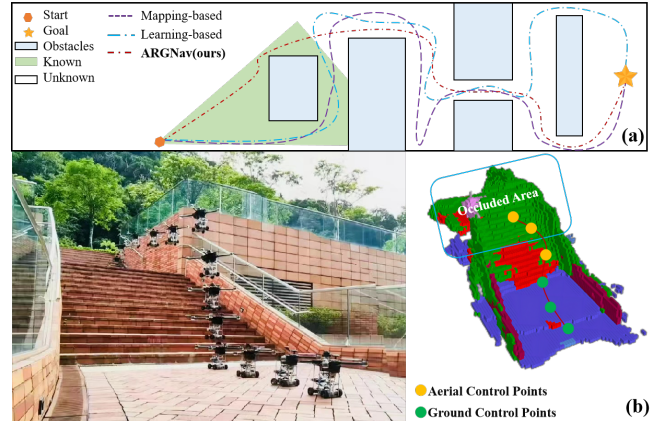 Start
Goal
Obstacles
Known
Unknown
Mapping-based
Learning-based
ARGNav(ours)
(a)
Occluded Area
Aerial Control Points
Ground Control Points
(b)